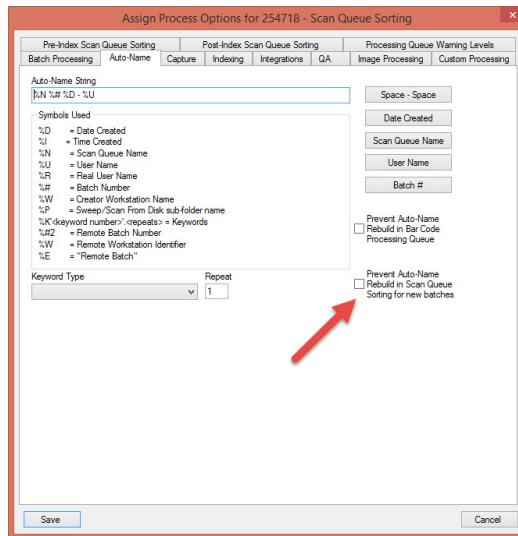 Assign Process Options for 254718 - Scan Queue Sorting
x
Pre-Index Scan Queue Sorting Post-Index Scan Queue Sorting Processing Queue Warning Levels
Batch Processing Auto-Name Capture Indexing Integrations QA Image Processing Custom Processing
Auto-Name String
%N %# %D - %U
Space - Space
Symbols Used
Date Created
%D = Date Created
%I = Time Created
Scan Queue Name
%N = Scan Queue Name
%U = User Name
User Name
%R = Real User Name
%# = Batch Number
Batch #
%W = Creator Workstation Name
%P = Sweep/Scan From Disk sub-folder name
%K'<keyword number>'.<repeats> = Keywords
%#2 = Remote Batch Number
%W = Remote Workstation Identifier
%E = "Remote Batch"
Prevent Auto-Name
Rebuild in Bar Code
Processing Queue
Keyword Type Repeat
1
Prevent Auto-Name
Rebuild in Scan Queue
Sorting for new batches
Save Cancel